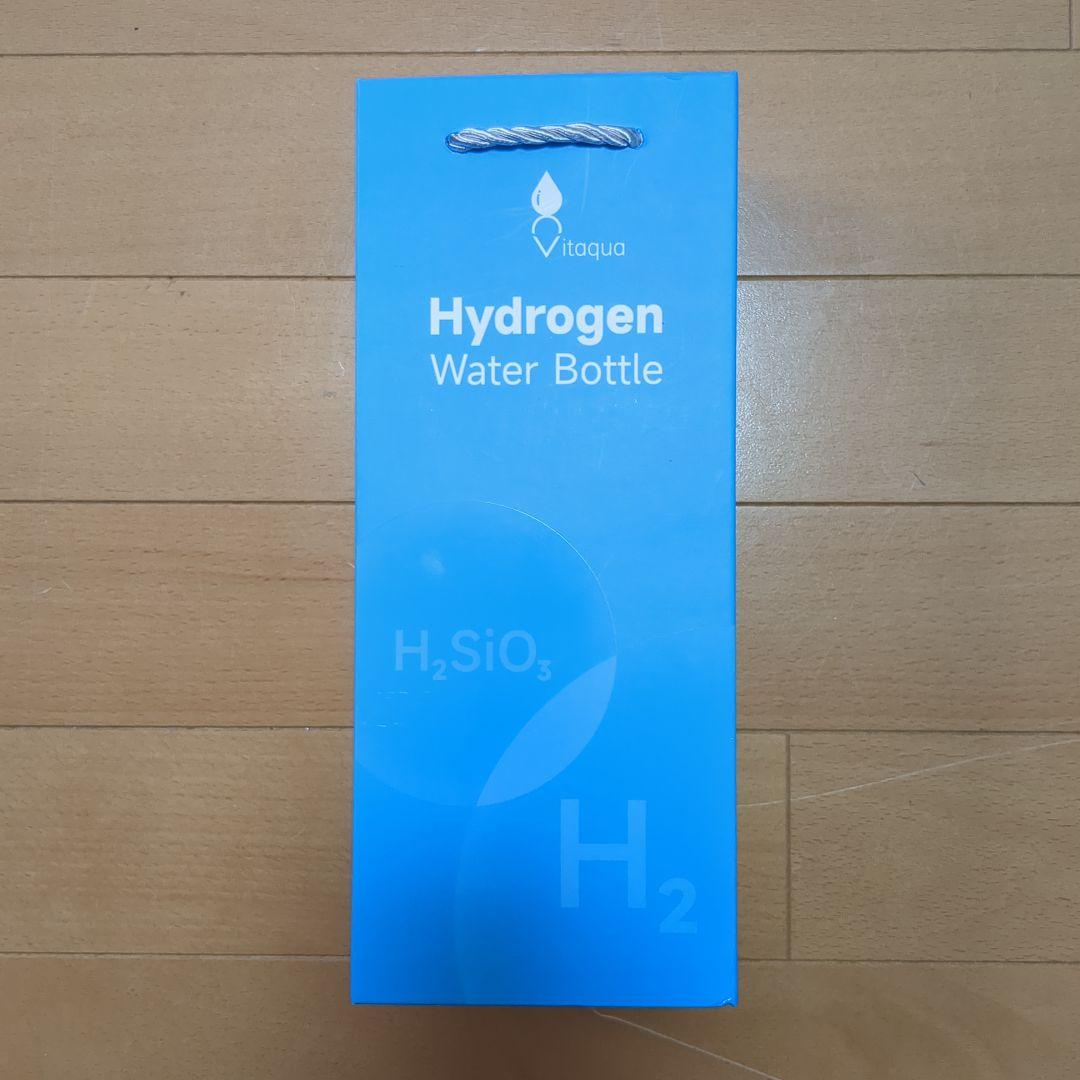 i
Vitaqua
Hydrogen
Water Bottle
H₂SiO₃
H₂